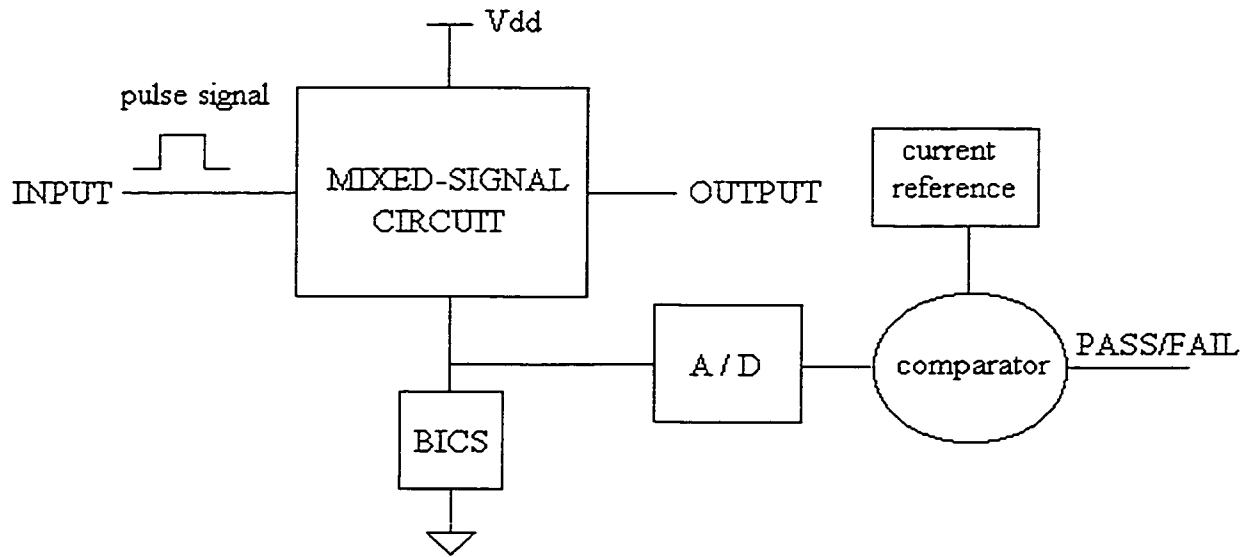 Vdd
pulse signal
INPUT
MIXED-SIGNAL
CIRCUIT
OUTPUT
current
reference
A / D
comparator
PASS/FAIL
BICS